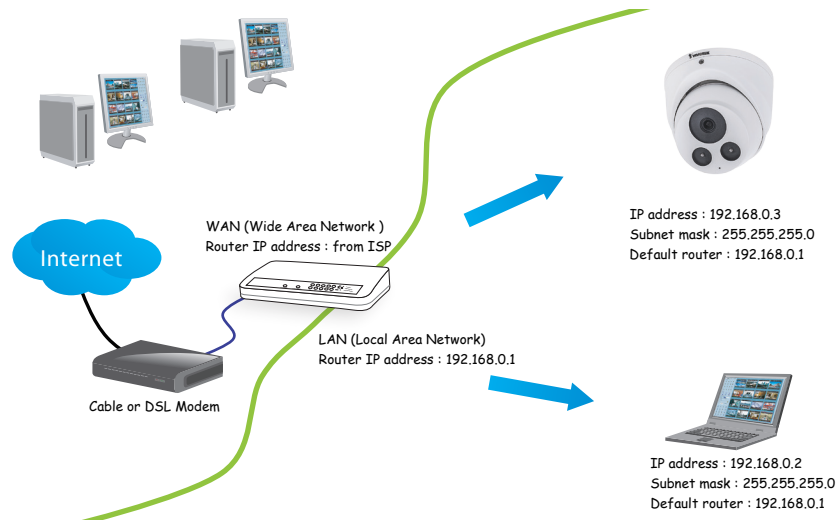 WAN (Wide Area Network )
Router IP address : from ISP
Internet
LAN (Local Area Network)
Router IP address : 192.168.0.1
Cable or DSL Modem
IP address : 192.168.0.3
Subnet mask : 255.255.255.0
Default router : 192.168.0.1
IP address : 192.168.0.2
Subnet mask : 255.255.255.0
Default router : 192.168.0.1